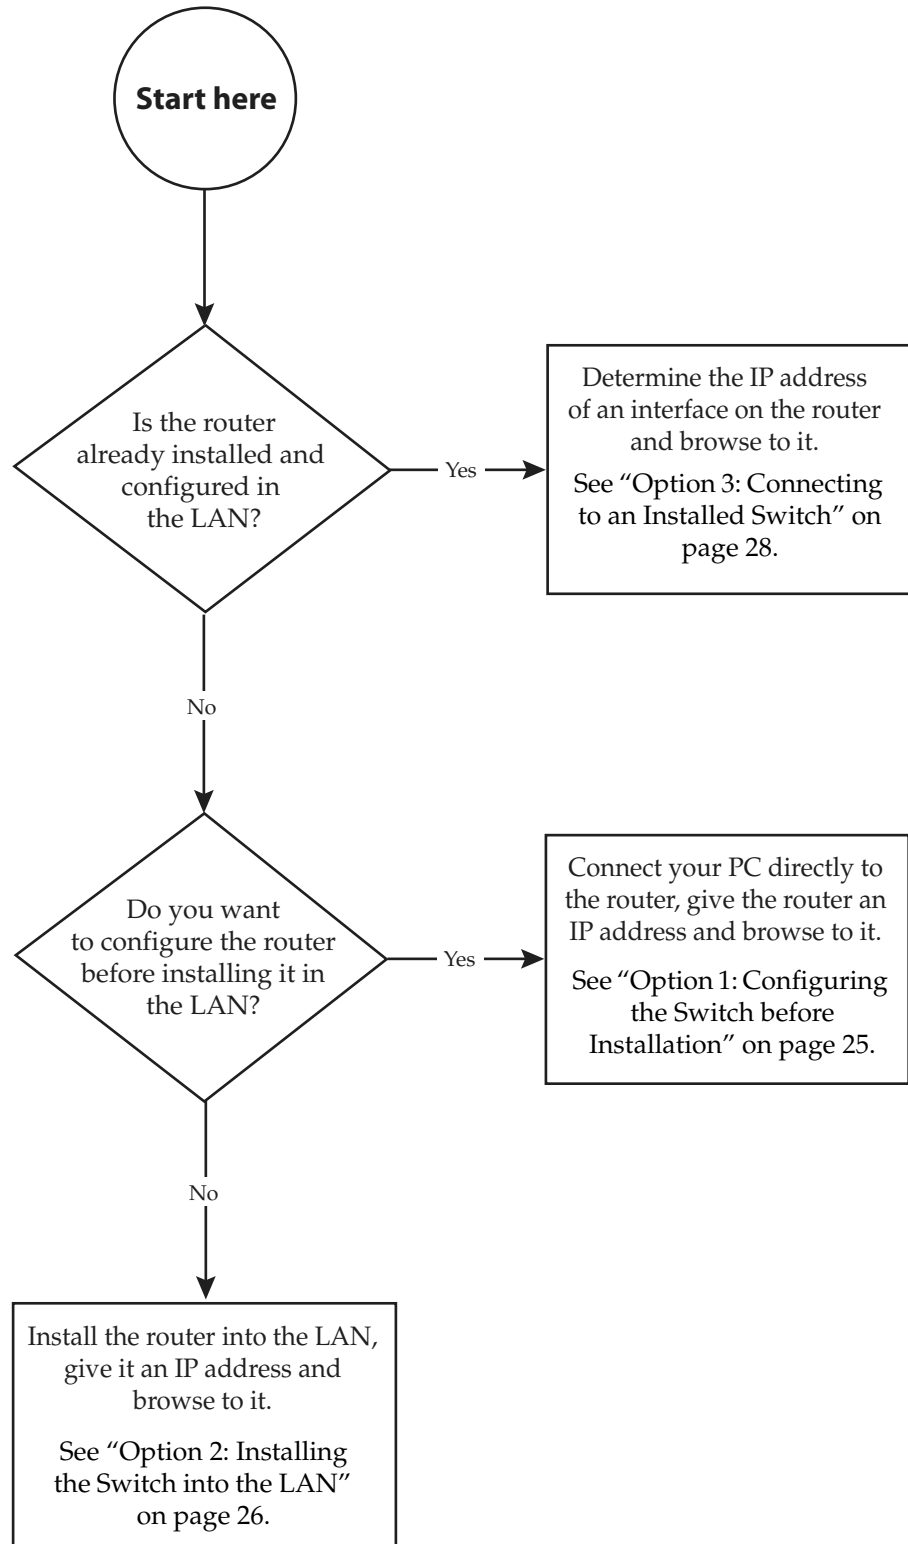 Start here
Is the router
already installed and
configured in
the LAN?
Yes
Determine the IP address
of an interface on the router
and browse to it.
See “Option 3: Connecting
to an Installed Switch” on
page 28.
No
Do you want
to configure the router
before installing it in
the LAN?
Yes
Connect your PC directly to
the router, give the router an
IP address and browse to it.
See “Option 1: Configuring
the Switch before
Installation” on page 25.
No
Install the router into the LAN,
give it an IP address and
browse to it.
See “Option 2: Installing
the Switch into the LAN”
on page 26.